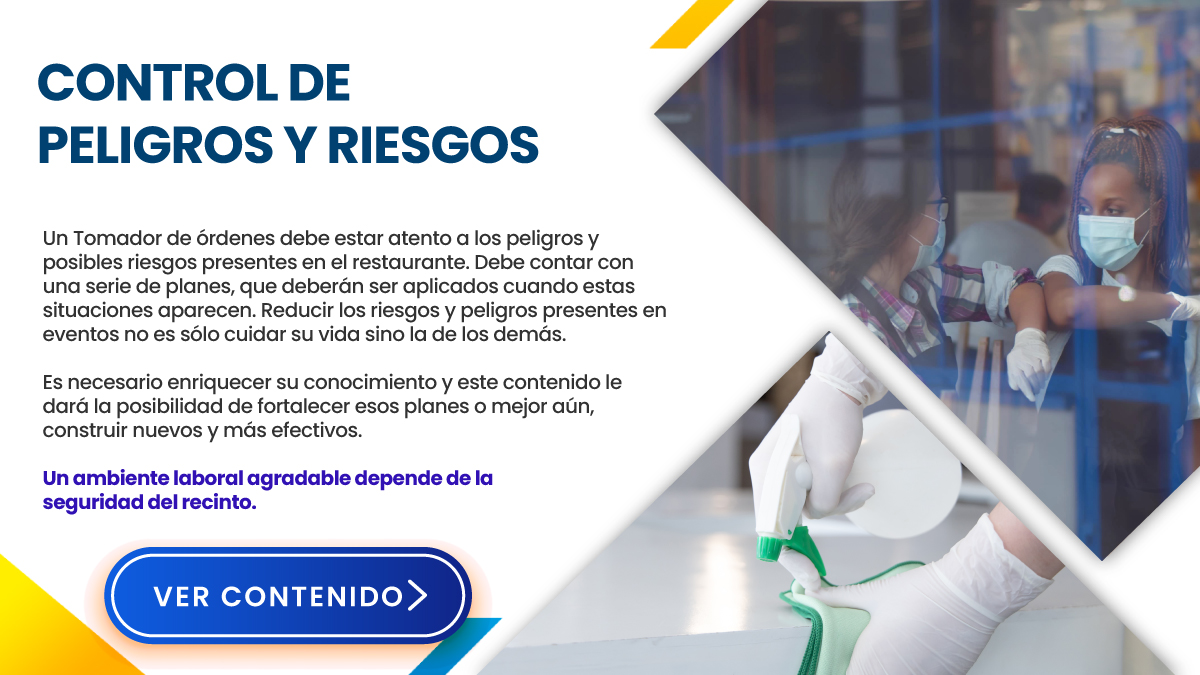 CONTROL DE
PELIGROS Y RIESGOS
Un Tomador de órdenes debe estar atento a los peligros y
posibles riesgos presentes en el restaurante. Debe contar con
una serie de planes, que deberán ser aplicados cuando estas
situaciones aparecen. Reducir los riesgos y peligros presentes en
eventos no es sólo cuidar su vida sino la de los demás.
Es necesario enriquecer su conocimiento y este contenido le
dará la posibilidad de fortalecer esos planes o mejor aún,
construir nuevos y más efectivos.
Un ambiente laboral agradable depende de la
seguridad del recinto.
VER CONTENIDO